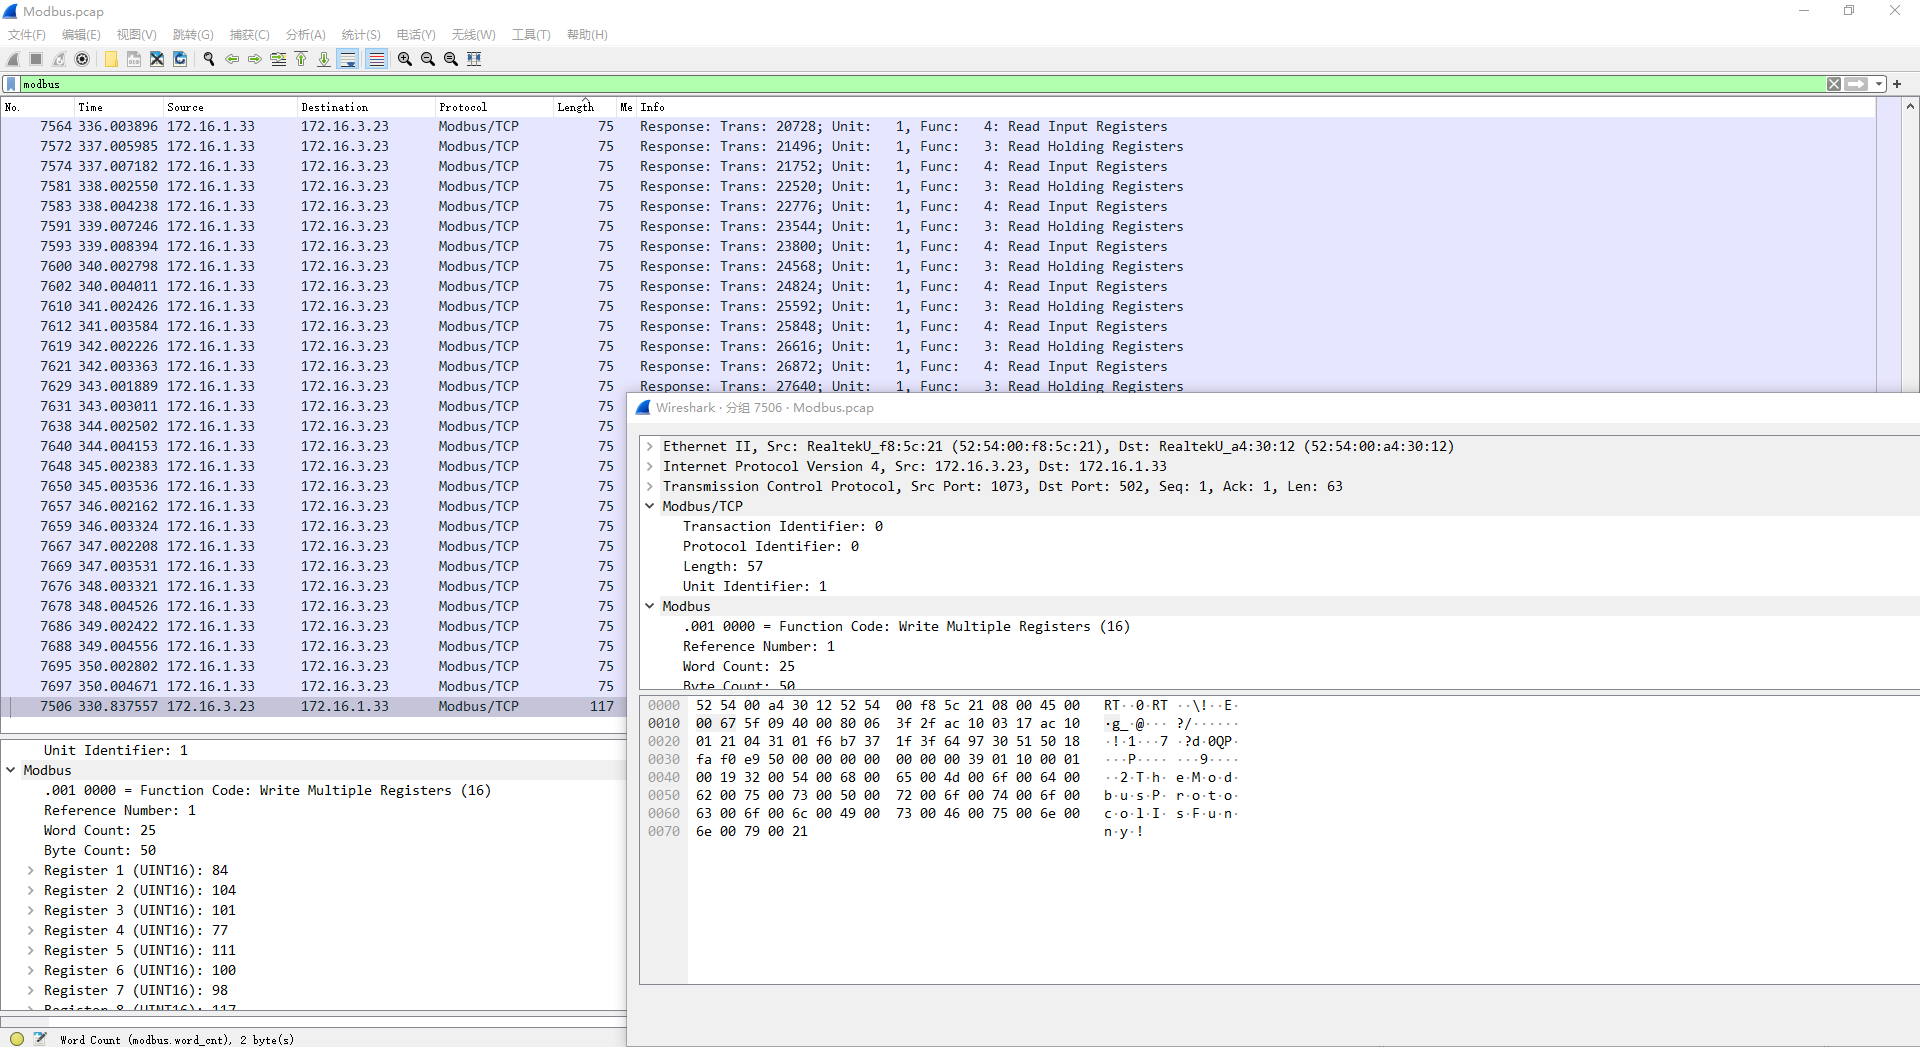 Modbus.pcap
文件(F) 编辑(E) 视图(V) 跳转(G) 捕获(C) 分析(A) 统计(S) 电话(Y) 无线(W) 工具(T) 帮助(H)
modbus
No. Time Source Destination Protocol Length Me Info
7564 336.003896 172.16.1.33 172.16.3.23 Modbus/TCP 75 Response: Trans: 20728; Unit: 1, Func: 4: Read Input Registers
7572 337.005985 172.16.1.33 172.16.3.23 Modbus/TCP 75 Response: Trans: 21496; Unit: 1, Func: 3: Read Holding Registers
7574 337.007182 172.16.1.33 172.16.3.23 Modbus/TCP 75 Response: Trans: 21752; Unit: 1, Func: 4: Read Input Registers
7581 338.002550 172.16.1.33 172.16.3.23 Modbus/TCP 75 Response: Trans: 22520; Unit: 1, Func: 3: Read Holding Registers
7583 338.004238 172.16.1.33 172.16.3.23 Modbus/TCP 75 Response: Trans: 22776; Unit: 1, Func: 4: Read Input Registers
7591 339.007246 172.16.1.33 172.16.3.23 Modbus/TCP 75 Response: Trans: 23544; Unit: 1, Func: 3: Read Holding Registers
7593 339.008394 172.16.1.33 172.16.3.23 Modbus/TCP 75 Response: Trans: 23800; Unit: 1, Func: 4: Read Input Registers
7600 340.002798 172.16.1.33 172.16.3.23 Modbus/TCP 75 Response: Trans: 24568; Unit: 1, Func: 3: Read Holding Registers
7602 340.004011 172.16.1.33 172.16.3.23 Modbus/TCP 75 Response: Trans: 24824; Unit: 1, Func: 4: Read Input Registers
7610 341.002426 172.16.1.33 172.16.3.23 Modbus/TCP 75 Response: Trans: 25592; Unit: 1, Func: 3: Read Holding Registers
7612 341.003584 172.16.1.33 172.16.3.23 Modbus/TCP 75 Response: Trans: 25848; Unit: 1, Func: 4: Read Input Registers
7619 342.002226 172.16.1.33 172.16.3.23 Modbus/TCP 75 Response: Trans: 26616; Unit: 1, Func: 3: Read Holding Registers
7621 342.003363 172.16.1.33 172.16.3.23 Modbus/TCP 75 Response: Trans: 26872; Unit: 1, Func: 4: Read Input Registers
7629 343.001889 172.16.1.33 172.16.3.23 Modbus/TCP 75 Response: Trans: 27640; Unit: 1, Func: 3: Read Holding Registers
7631 343.003011 172.16.1.33 172.16.3.23 Modbus/TCP 75
7638 344.002502 172.16.1.33 172.16.3.23 Modbus/TCP 75
7640 344.004153 172.16.1.33 172.16.3.23 Modbus/TCP 75
7648 345.002383 172.16.1.33 172.16.3.23 Modbus/TCP 75
7650 345.003536 172.16.1.33 172.16.3.23 Modbus/TCP 75
7657 346.002162 172.16.1.33 172.16.3.23 Modbus/TCP 75
7659 346.003324 172.16.1.33 172.16.3.23 Modbus/TCP 75
7667 347.002208 172.16.1.33 172.16.3.23 Modbus/TCP 75
7669 347.003531 172.16.1.33 172.16.3.23 Modbus/TCP 75
7676 348.003321 172.16.1.33 172.16.3.23 Modbus/TCP 75
7678 348.004526 172.16.1.33 172.16.3.23 Modbus/TCP 75
7686 349.002422 172.16.1.33 172.16.3.23 Modbus/TCP 75
7688 349.004556 172.16.1.33 172.16.3.23 Modbus/TCP 75
7695 350.002802 172.16.1.33 172.16.3.23 Modbus/TCP 75
7697 350.004671 172.16.1.33 172.16.3.23 Modbus/TCP 75
7506 330.837557 172.16.3.23 172.16.1.33 Modbus/TCP 117
Unit Identifier: 1
Modbus
.001 0000 = Function Code: Write Multiple Registers (16)
Reference Number: 1
Word Count: 25
Byte Count: 50
Register 1 (UINT16): 84
Register 2 (UINT16): 104
Register 3 (UINT16): 101
Register 4 (UINT16): 77
Register 5 (UINT16): 111
Register 6 (UINT16): 100
Register 7 (UINT16): 98
Register 8 (UINT16): 117
Word Count (modbus.word_cnt), 2 byte(s)
Wireshark · 分组 7506 · Modbus.pcap
Ethernet II, Src: RealtekU_f8:5c:21 (52:54:00:f8:5c:21), Dst: RealtekU_a4:30:12 (52:54:00:a4:30:12)
Internet Protocol Version 4, Src: 172.16.3.23, Dst: 172.16.1.33
Transmission Control Protocol, Src Port: 1073, Dst Port: 502, Seq: 1, Ack: 1, Len: 63
Modbus/TCP
Transaction Identifier: 0
Protocol Identifier: 0
Length: 57
Unit Identifier: 1
Modbus
.001 0000 = Function Code: Write Multiple Registers (16)
Reference Number: 1
Word Count: 25
Byte Count: 50
0000 52 54 00 a4 30 12 52 54 00 f8 5c 21 08 00 45 00 RT··0·RT ··\!··E·
0010 00 67 5f 09 40 00 80 06 3f 2f ac 10 03 17 ac 10 ·g_·@··· ?/······
0020 01 21 04 31 01 f6 b7 37 1f 3f 64 97 30 51 50 18 ·!·1···7 ·?d·0QP·
0030 fa f0 e9 50 00 00 00 00 00 00 00 39 01 10 00 01 ···P···· ···9····
0040 00 19 32 00 54 00 68 00 65 00 4d 00 6f 00 64 00 ··2·T·h· e·M·o·d·
0050 62 00 75 00 73 00 50 00 72 00 6f 00 74 00 6f 00 b·u·s·P· r·o·t·o·
0060 63 00 6f 00 6c 00 49 00 73 00 46 00 75 00 6e 00 c·o·l·I· s·F·u·n·
0070 6e 00 79 00 21 n·y·!